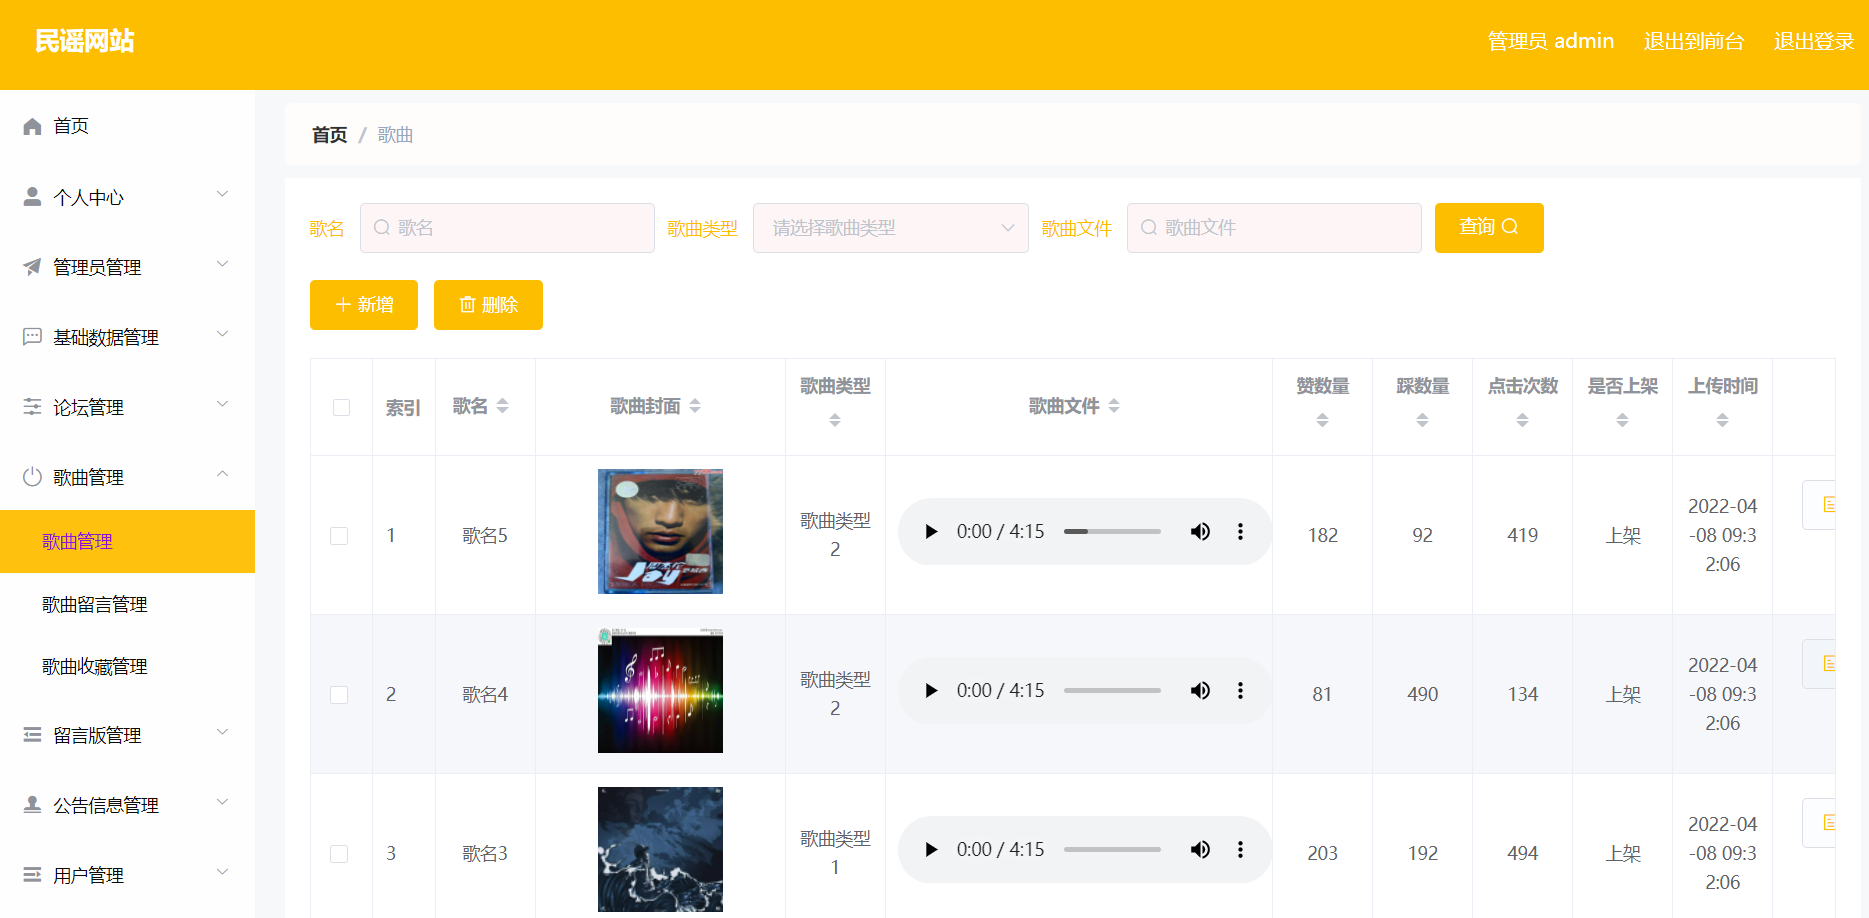 民谣网站
管理员 admin
退出到前台
退出登录
首页
个人中心
管理员管理
基础数据管理
论坛管理
歌曲管理
歌曲管理
歌曲留言管理
歌曲收藏管理
留言版管理
公告信息管理
用户管理
首页 / 歌曲
歌名 歌名 歌曲类型 请选择歌曲类型 歌曲文件 歌曲文件 查询
新增 删除
索引 歌名 歌曲封面 歌曲类型 歌曲文件 赞数量 踩数量 点击次数 是否上架 上传时间
1 歌名5
Jay
歌曲类型
2
0:00 / 4:15
182 92 419 上架
2022-04
-08 09:3
2:06
2 歌名4
歌曲类型
2
0:00 / 4:15
81 490 134 上架
2022-04
-08 09:3
2:06
3 歌名3
歌曲类型
1
0:00 / 4:15
203 192 494 上架
2022-04
-08 09:3
2:06